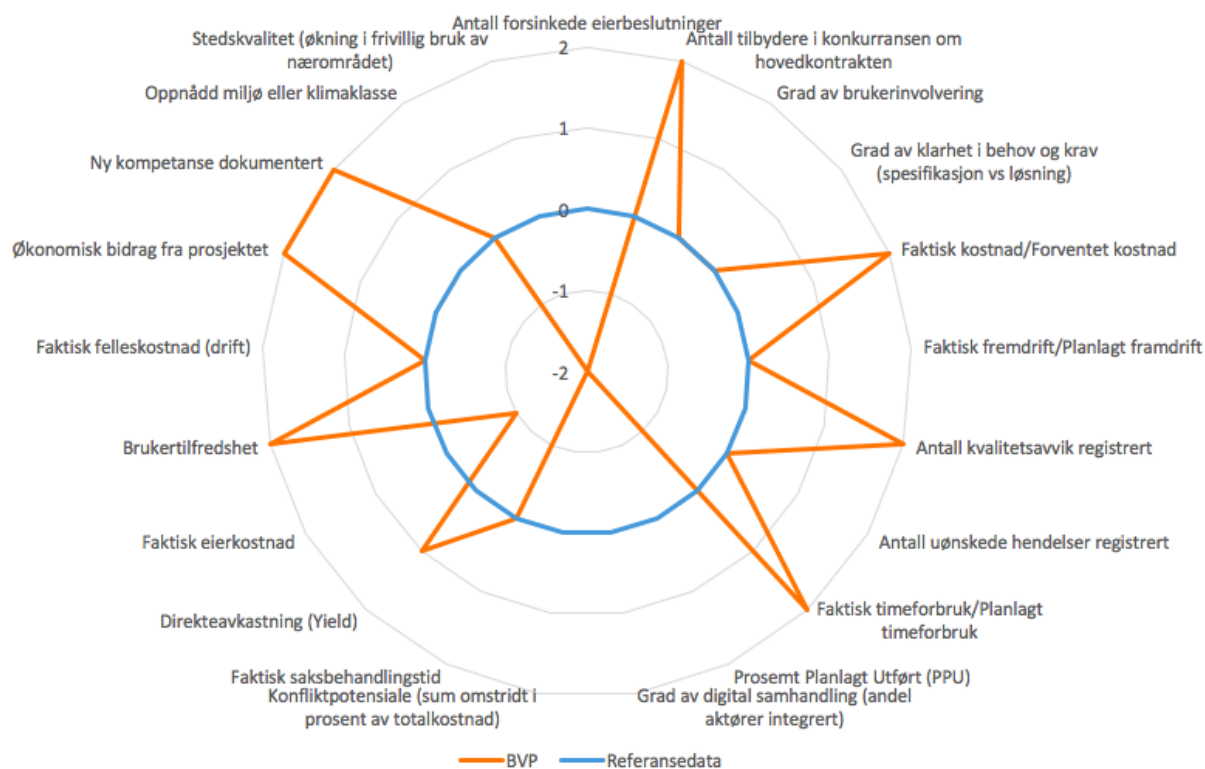 Antall forsinkede eierbeslutninger
Stedskvalitet (økning i frivillig bruk av
nærområdet)
Antall tilbydere i konkurransen om
hovedkontrakten
Oppnådd miljø eller klimaklasse
Grad av brukerinvolvering
Ny kompetanse dokumentert
Grad av klarhet i behov og krav
(spesifikasjon vs løsning)
Økonomisk bidrag fra prosjektet
Faktisk kostnad/Forventet kostnad
Faktisk felleskostnad (drift)
Faktisk fremdrift/Planlagt framdrift
Brukertilfredshet
Antall kvalitetsavvik registrert
Faktisk eierkostnad
Antall uønskede hendelser registrert
Direkteavkastning (Yield)
Faktisk timeforbruk/Planlagt
timeforbruk
Faktisk saksbehandlingstid
Prosemt Planlagt Utført (PPU)
Konfliktpotensiale (sum omstridt i
prosent av totalkostnad)
Grad av digital samhandling (andel
aktører integrert)
2
1
0
-1
-2
BVP
Referansedata